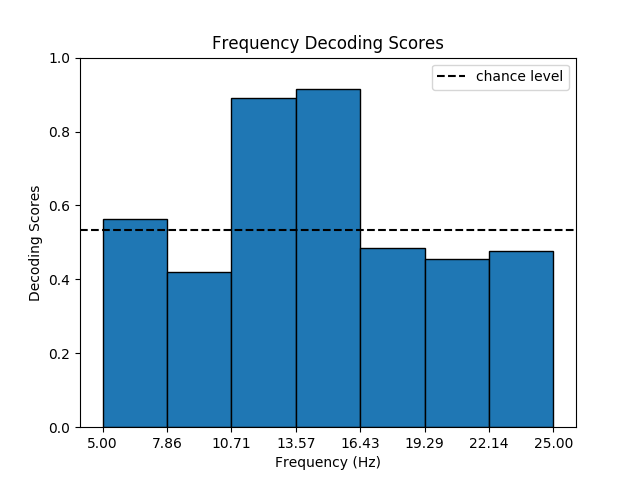 Frequency Decoding Scores
chance level
1.0
0.8
0.6
0.4
0.2
0.0
Decoding Scores
5.00 7.86 10.71 13.57 16.43 19.29 22.14 25.00
Frequency (Hz)